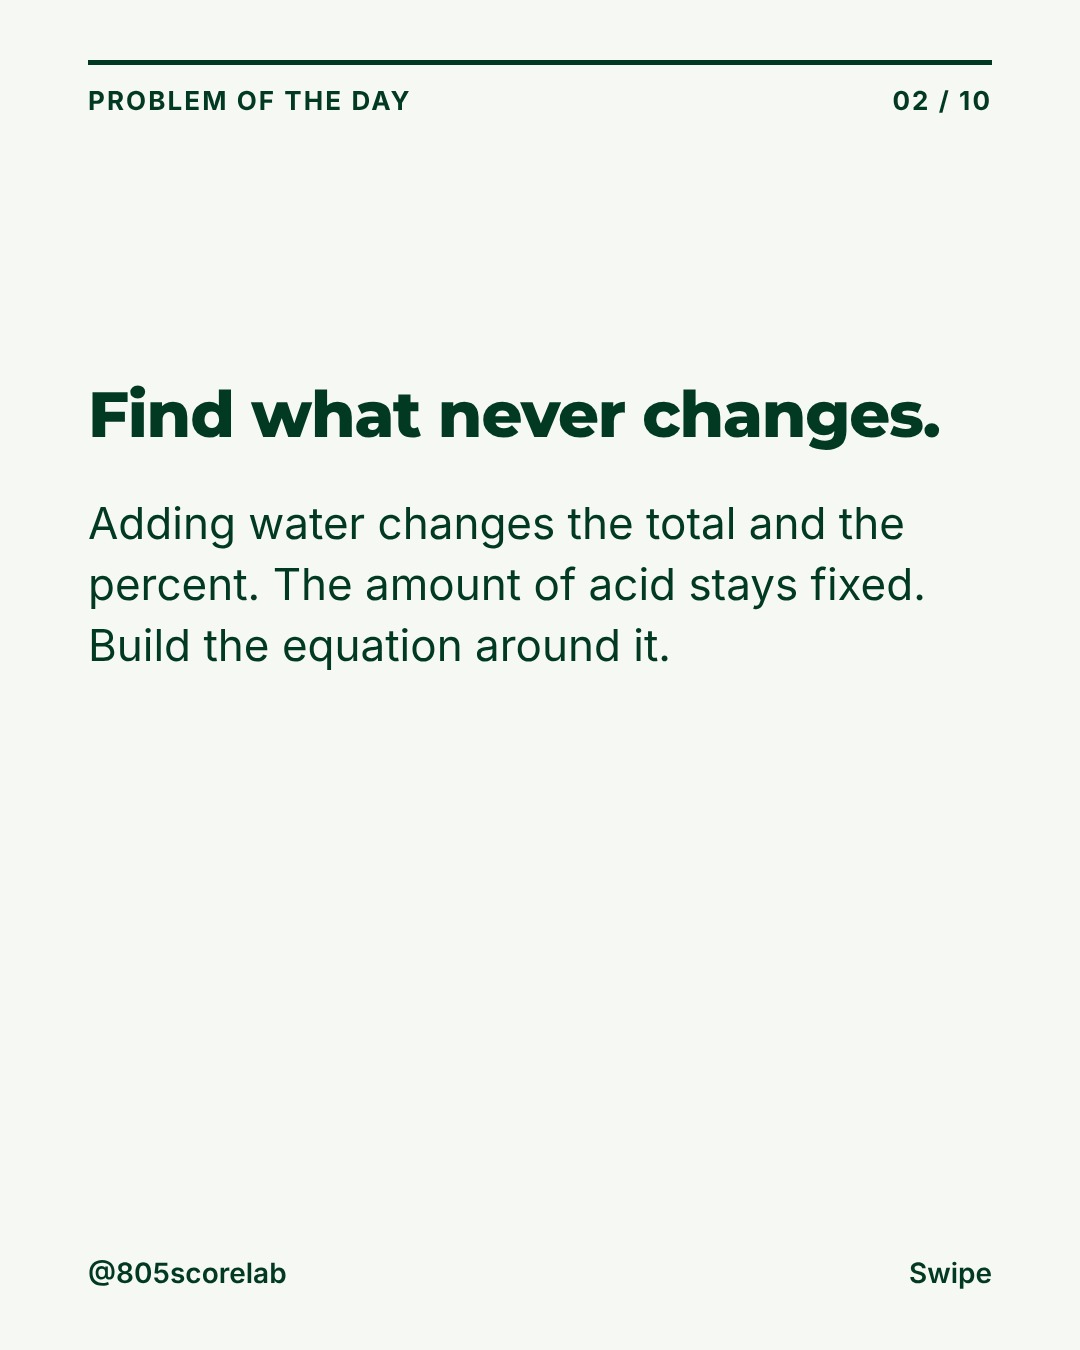 PROBLEM OF THE DAY
02 / 10
Find what never changes.
Adding water changes the total and the
percent. The amount of acid stays fixed.
Build the equation around it.
@805scorelab
Swipe